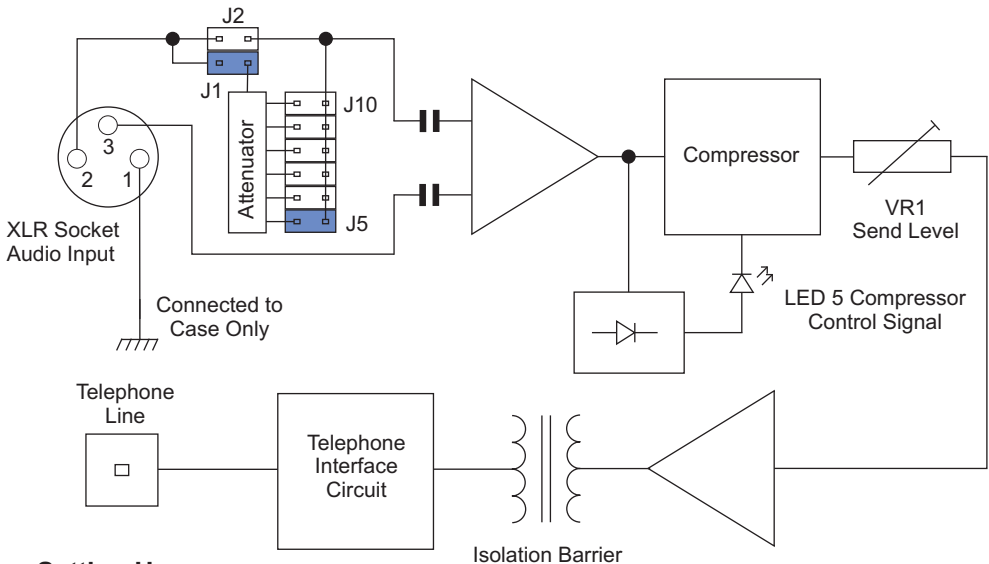 J2
J1
J10
Attenuator
J5
3
2
1
XLR Socket
Audio Input
Connected to
Case Only
Compressor
VR1
Send Level
LED 5 Compressor
Control Signal
Telephone
Line
Telephone
Interface
Circuit
Isolation Barrier